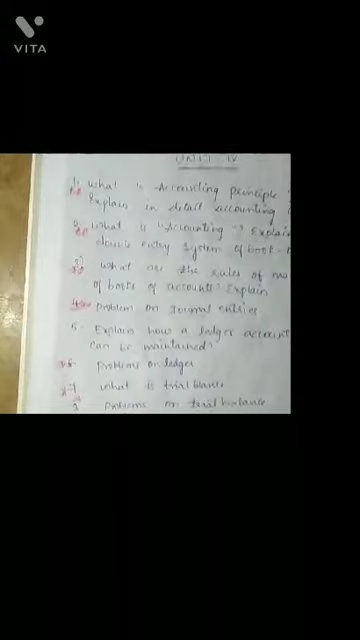 VITA
UNIT IV
1. What is Accounting principle
Explain in detail accounting
2. What is Accounting? Explain
double entry system of book
3) What are the rules of
of books of accounts? Explain
4. problem on Journal entries
5. Explain how a ledger account
can be maintained?
6. problems on ledger
7 what is trial blance
8 problems on trial balance